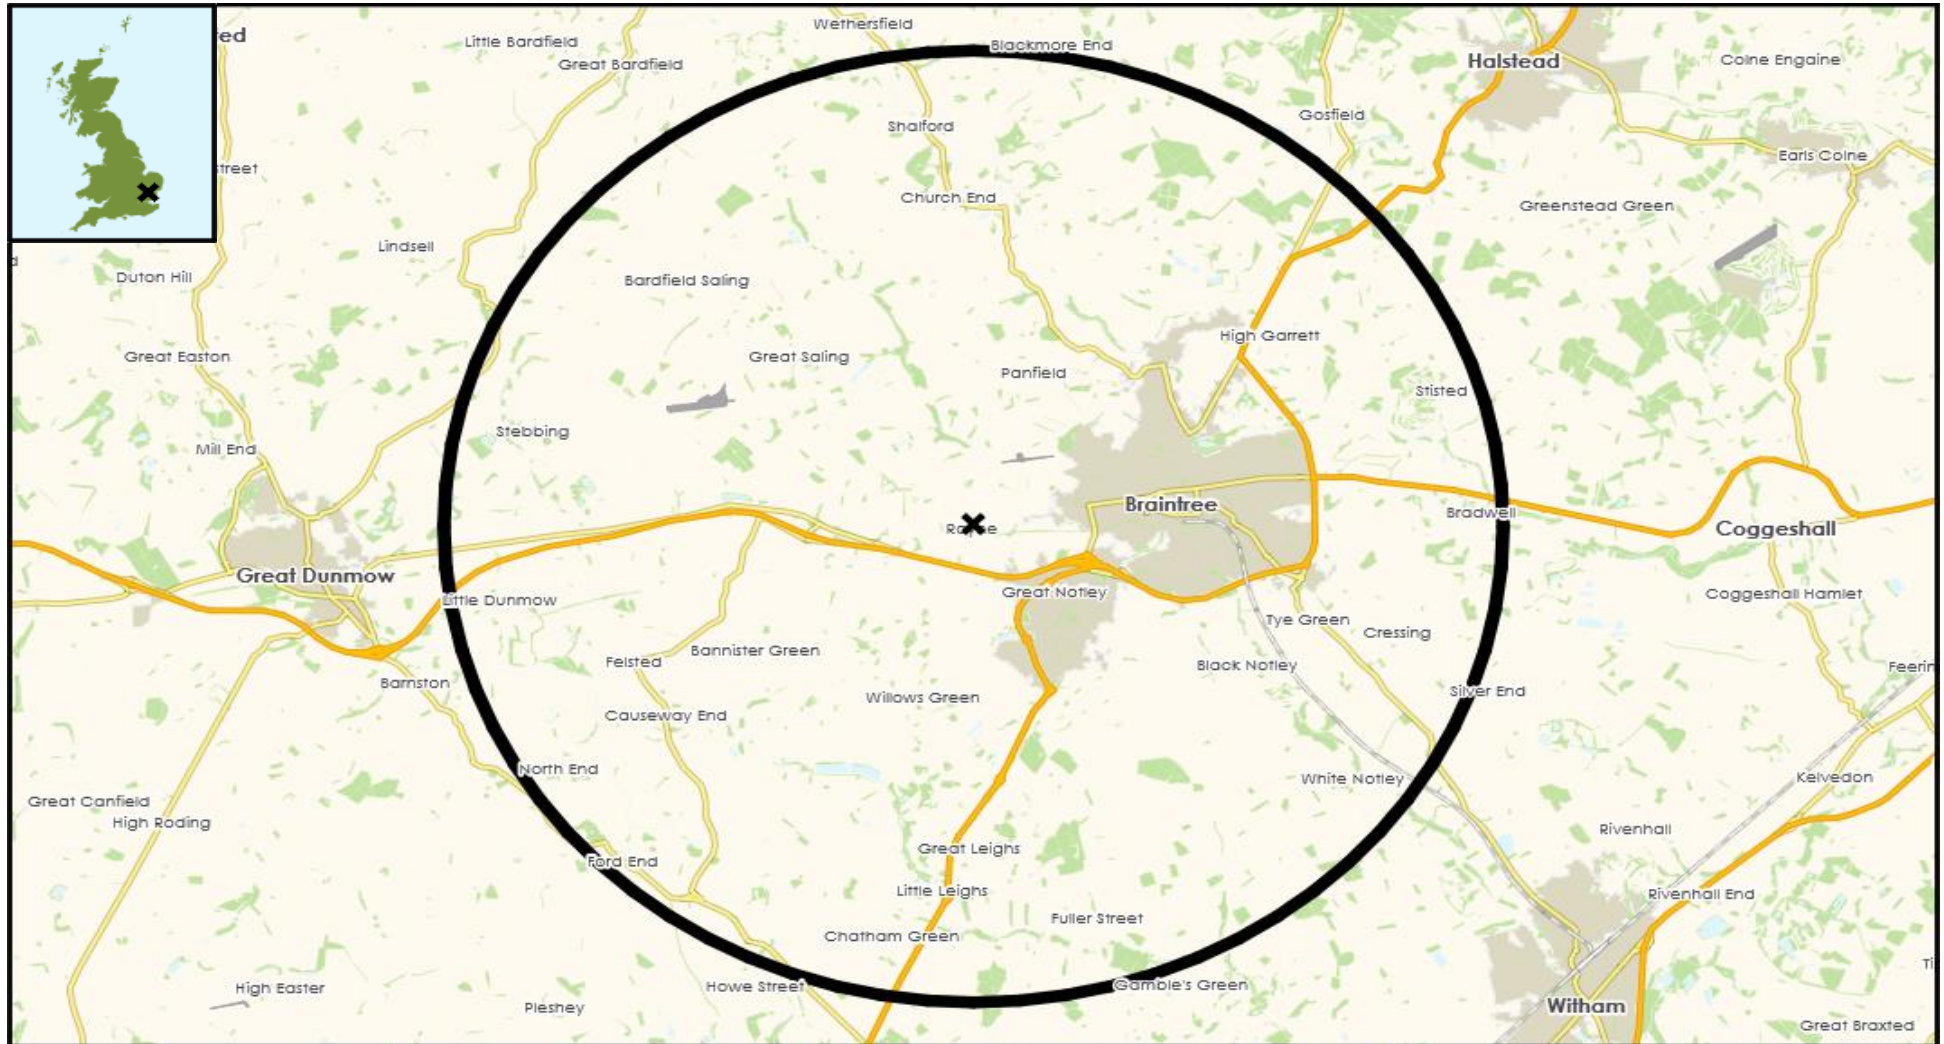 Wethersfield
red
Little Bardfield
Blackmore End
Great Bardfield
Halstead
Colne Engaine
Gosfield
Shalford
Earls Colne
street
Church End
Greenstead Green
Lindsell
Duton Hill
Bardfield Saling
High Garrett
Great Easton
Great Saling
Panfield
Stisted
Stebbing
Mill End
Braintree
Bradwell
Coggeshall
Great Dunmow
Great Notley
Coggeshall Hamlet
Little Dunmow
Tye Green
Cressing
Bannister Green
Felsted
Black Notley
Feerin
Barnston
Silver End
Willows Green
Causeway End
North End
White Notley
Kelvedon
Great Canfield
High Roding
Rivenhall
Great Leighs
Ford End
Little Leighs
Rivenhall End
Fuller Street
Chatham Green
Ti
Howe Street
Gamble's Green
High Easter
Pleshey
Witham
Great Braxted